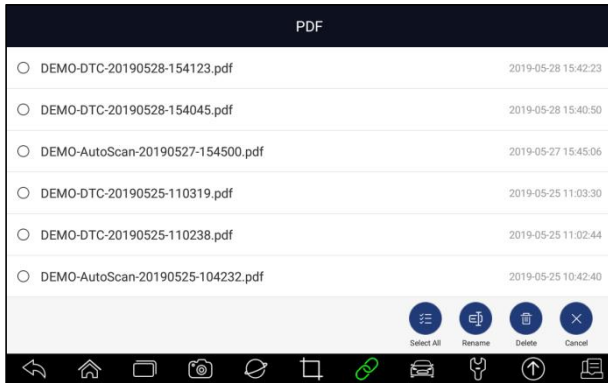 PDF
DEMO-DTC-20190528-154123.pdf 2019-05-28 15:42:23
DEMO-DTC-20190528-154045.pdf 2019-05-28 15:40:50
DEMO-AutoScan-20190527-154500.pdf 2019-05-27 15:45:06
DEMO-DTC-20190525-110319.pdf 2019-05-25 11:03:30
DEMO-DTC-20190525-110238.pdf 2019-05-25 11:02:44
DEMO-AutoScan-20190525-104232.pdf 2019-05-25 10:42:40
Select All Rename Delete Cancel